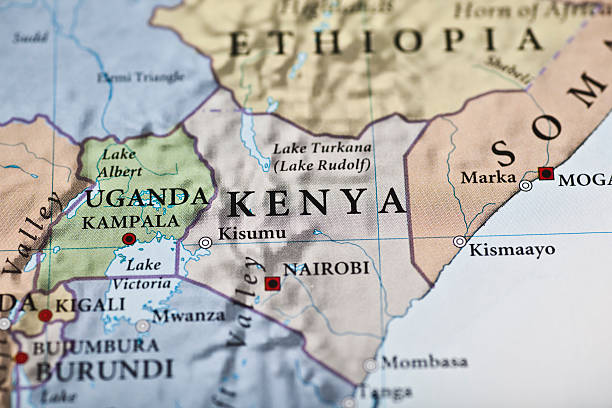 Horn of Africa
ETHIOPIA
Sudd
Elemi Triangle
Shebeli
SOM
Lake Turkana
(Lake Rudolf)
Lake
Albert
Marka
MOGA
UGANDA
KENYA
KAMPALA
Kisumu
Kismaayo
Valley
Lake
Victoria
NAIROBI
Valley
DA
KIGALI
Mwanza
BUJUMBURA
BURUNDI
Mombasa
Lake
Tanga